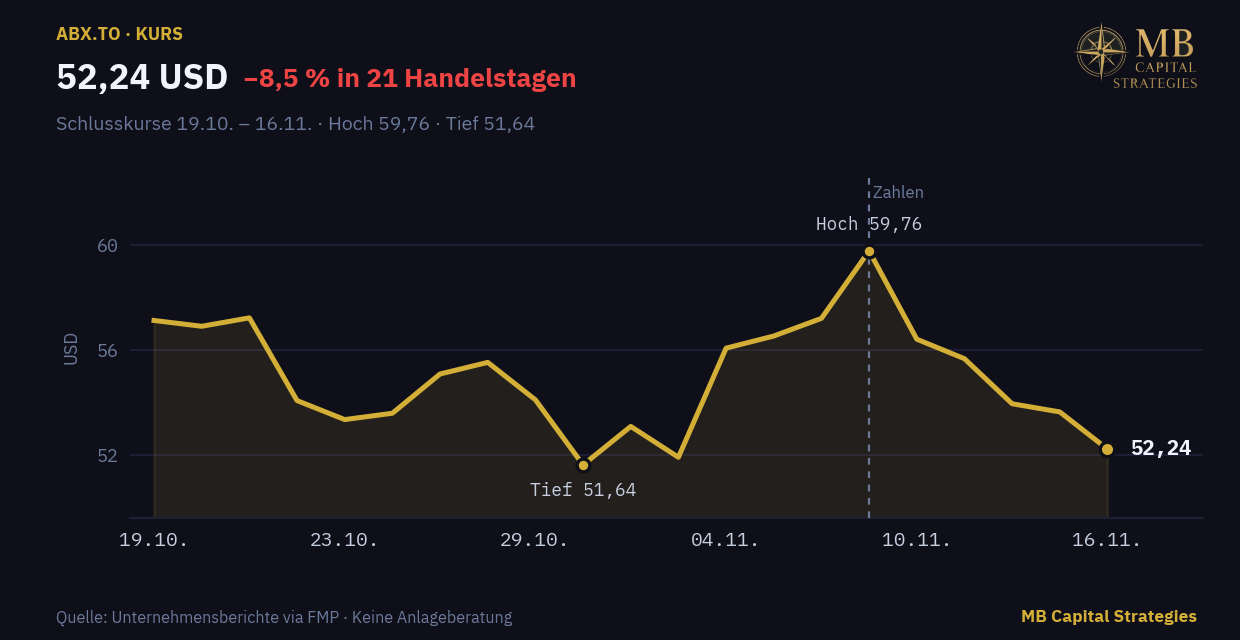 ABX.TO · KURS
52,24 USD −8,5 % in 21 Handelstagen
Schlusskurse 19.10. – 16.11. · Hoch 59,76 · Tief 51,64
MB
CAPITAL
STRATEGIES
Zahlen
Hoch 59,76
60
USD
56
52
52,24
Tief 51,64
19.10.
23.10.
29.10.
04.11.
10.11.
16.11.
Quelle: Unternehmensberichte via FMP · Keine Anlageberatung
MB Capital Strategies